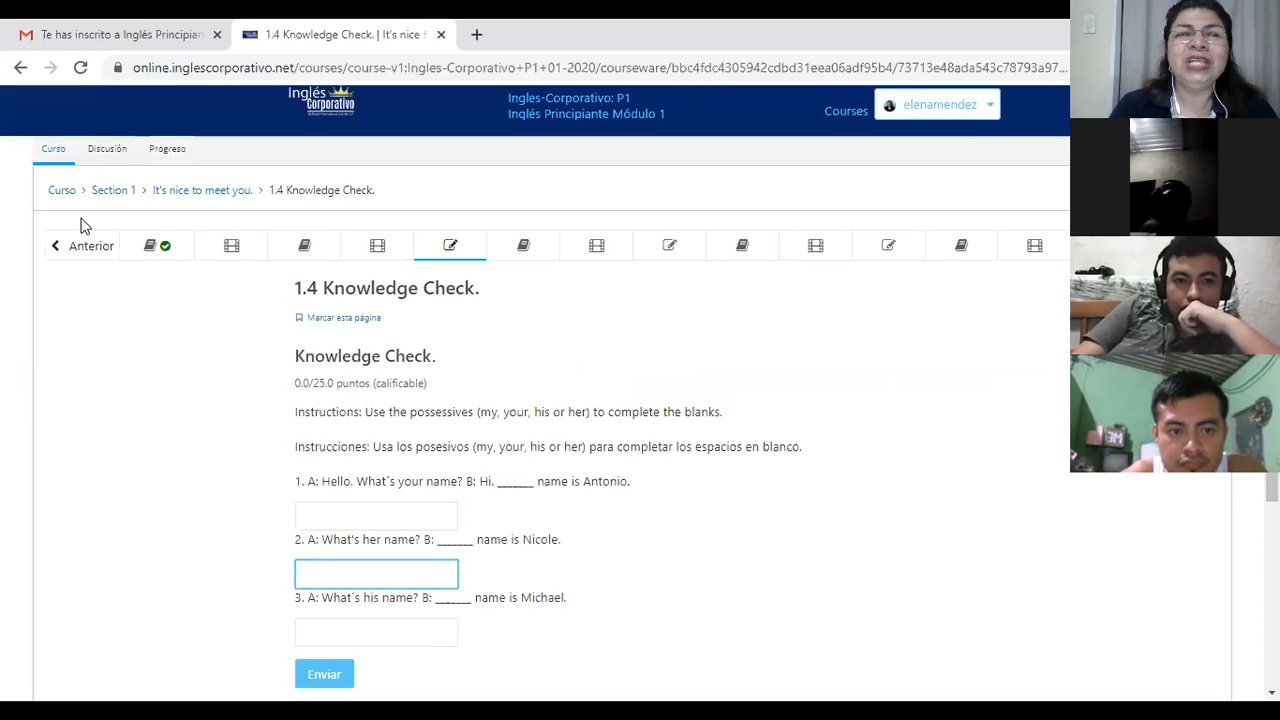 Te has inscrito a Inglés Principian
1.4 Knowledge Check. | It's nice t
online.inglescorporativo.net/courses/course-v1:Ingles-Corporativo+P1+01-2020/courseware/bbc4fdc4305942cdbd31eea06adf95b4/73713e48ada543c78793a97...
Inglés
Corporativo
Ingles-Corporativo: P1
Inglés Principiante Módulo 1
Courses
elenamendez
Curso
Discusión
Progreso
Curso > Section 1 > It's nice to meet you. > 1.4 Knowledge Check.
Anterior
1.4 Knowledge Check.
Marcar esta página
Knowledge Check.
0.0/25.0 puntos (calificable)
Instructions: Use the possessives (my, your, his or her) to complete the blanks.
Instrucciones: Usa los posesivos (my, your, his or her) para completar los espacios en blanco.
1. A: Hello. What´s your name? B: Hi. _______ name is Antonio.
2. A: What's her name? B: _______ name is Nicole.
3. A: What´s his name? B: _______ name is Michael.
Enviar